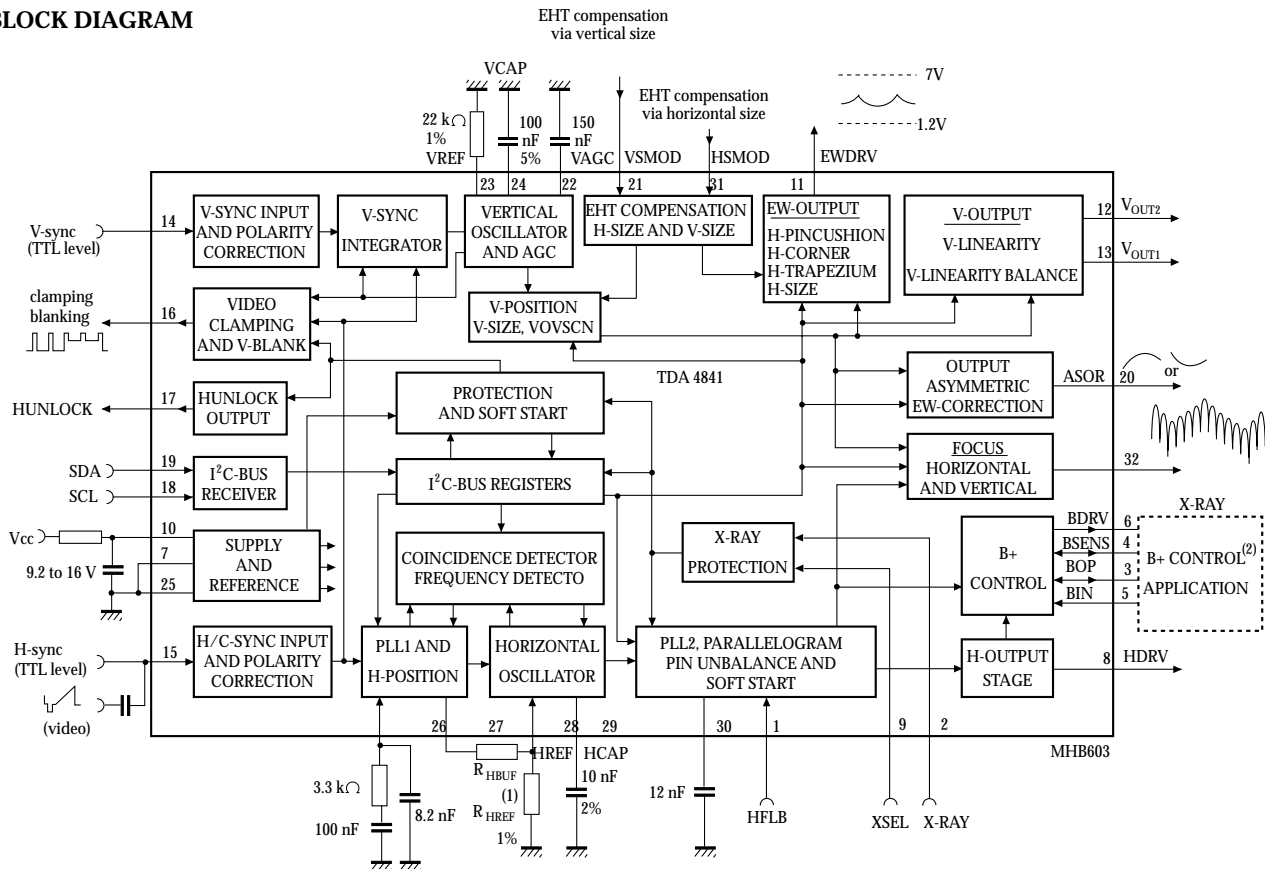 BLOCK DIAGRAM
EHT compensation
via vertical size
VCAP
7V
EHT compensation
via horizontal size
1.2V
22 kΩ
1%
VREF
100
nF
5%
150
nF
VAGC
VSMOD
HSMOD
EWDRV
23
24
22
21
31
11
V-sync
(TTL level)
14
V-SYNC INPUT
AND POLARITY
CORRECTION
V-SYNC
INTEGRATOR
VERTICAL
OSCILLATOR
AND AGC
EHT COMPENSATION
H-SIZE AND V-SIZE
EW-OUTPUT
H-PINCUSHION
H-CORNER
H-TRAPEZIUM
H-SIZE
V-OUTPUT
V-LINEARITY
V-LINEARITY BALANCE
12 VOUT2
13 VOUT1
clamping
blanking
16
VIDEO
CLAMPING
AND V-BLANK
V-POSITION
V-SIZE, VOVSCN
TDA 4841
HUNLOCK
17
HUNLOCK
OUTPUT
PROTECTION
AND SOFT START
OUTPUT
ASYMMETRIC
EW-CORRECTION
ASOR
20
or
SDA
19
SCL
18
I²C-BUS
RECEIVER
I²C-BUS REGISTERS
FOCUS
HORIZONTAL
AND VERTICAL
32
Vcc
10
7
9.2 to 16 V
25
SUPPLY
AND
REFERENCE
COINCIDENCE DETECTOR
FREQUENCY DETECTO
X-RAY
PROTECTION
B+
CONTROL
BDRV 6
BSENS 4
BOP 3
BIN 5
X-RAY
B+ CONTROL(2)
APPLICATION
H-sync
(TTL level)
15
(video)
H/C-SYNC INPUT
AND POLARITY
CORRECTION
PLL1 AND
H-POSITION
HORIZONTAL
OSCILLATOR
PLL2, PARALLELOGRAM
PIN UNBALANCE AND
SOFT START
H-OUTPUT
STAGE
8 HDRV
26
27
28
29
30
1
9
2
MHB603
HREF
HCAP
3.3 kΩ
100 nF
8.2 nF
RHBUF
(1)
RHREF
1%
10 nF
2%
12 nF
HFLB
XSEL
X-RAY